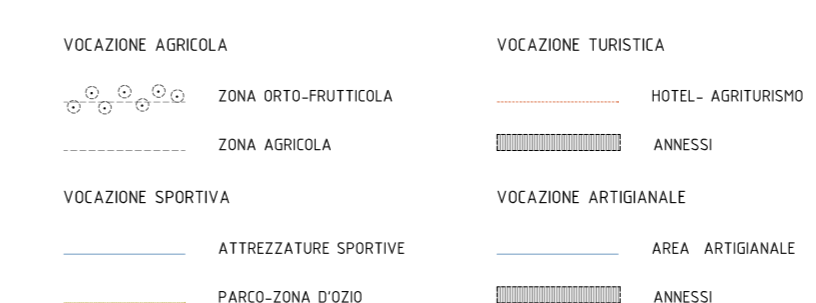 VOCAZIONE AGRICOLA
ZONA ORTO-FRUTTICOLA
ZONA AGRICOLA
VOCAZIONE SPORTIVA
ATTREZZATURE SPORTIVE
PARCO-ZONA D'OZIO
VOCAZIONE TURISTICA
HOTEL- AGRITURISMO
ANNESSI
VOCAZIONE ARTIGIANALE
AREA ARTIGIANALE
ANNESSI